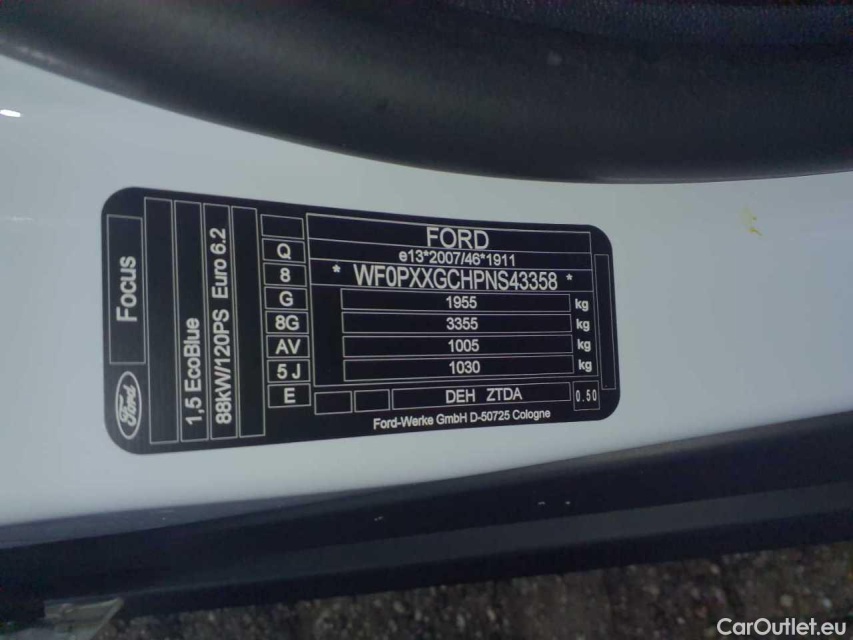 FORD
e13*2007/46*1911
* WF0PXXGCHPNS43358 *
1955 kg
3355 kg
1005 kg
1030 kg
DEH ZTDA 0.50
Ford-Werke GmbH D-50725 Cologne
Q
8
G
8G
AV
5J
E
Focus
Ford
1,5 EcoBlue
88kW/120PS Euro 6.2
CarOutlet.eu